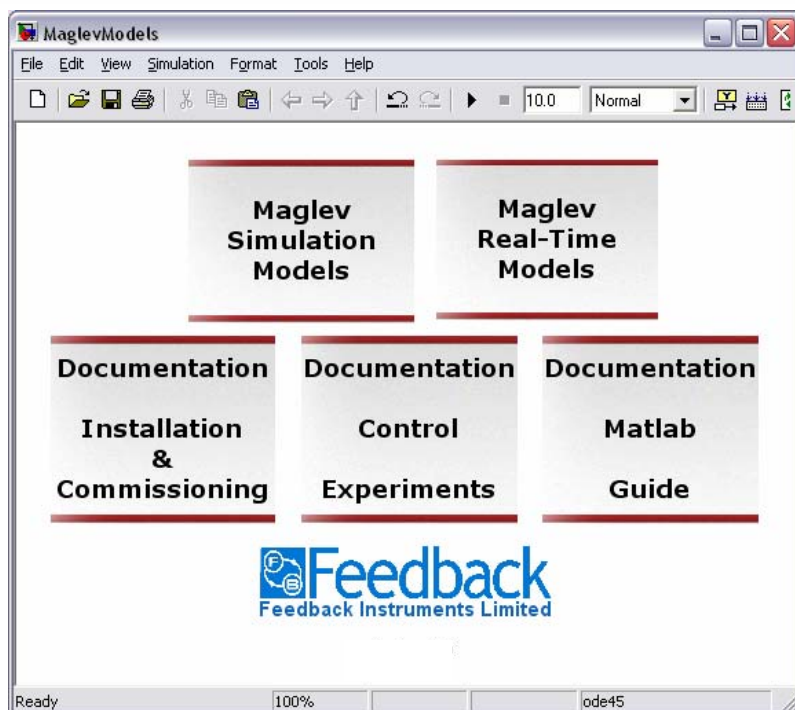 MaglevModels
File Edit View Simulation Format Tools Help
10.0 Normal
Maglev
Simulation
Models
Maglev
Real-Time
Models
Documentation
Installation
&
Commissioning
Documentation
Control
Experiments
Documentation
Matlab
Guide
F
B
Feedback
Feedback Instruments Limited
Ready 100% ode45